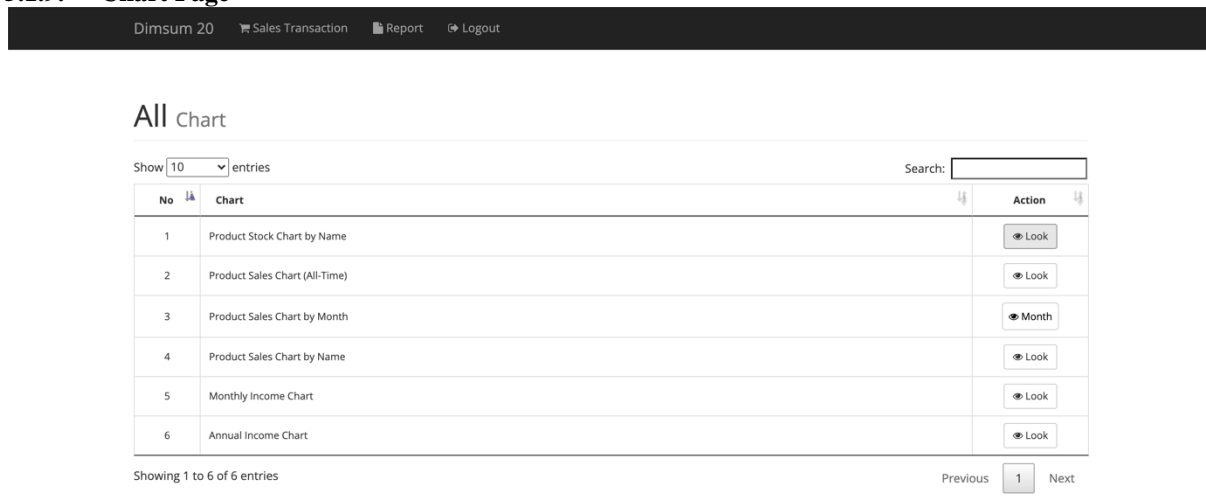 Dimsum 20 Sales Transaction Report Logout
All Chart
Show 10 entries Search:
No Chart Action
1 Product Stock Chart by Name Look
2 Product Sales Chart (All-Time) Look
3 Product Sales Chart by Month Month
4 Product Sales Chart by Name Look
5 Monthly Income Chart Look
6 Annual Income Chart Look
Showing 1 to 6 of 6 entries Previous 1 Next